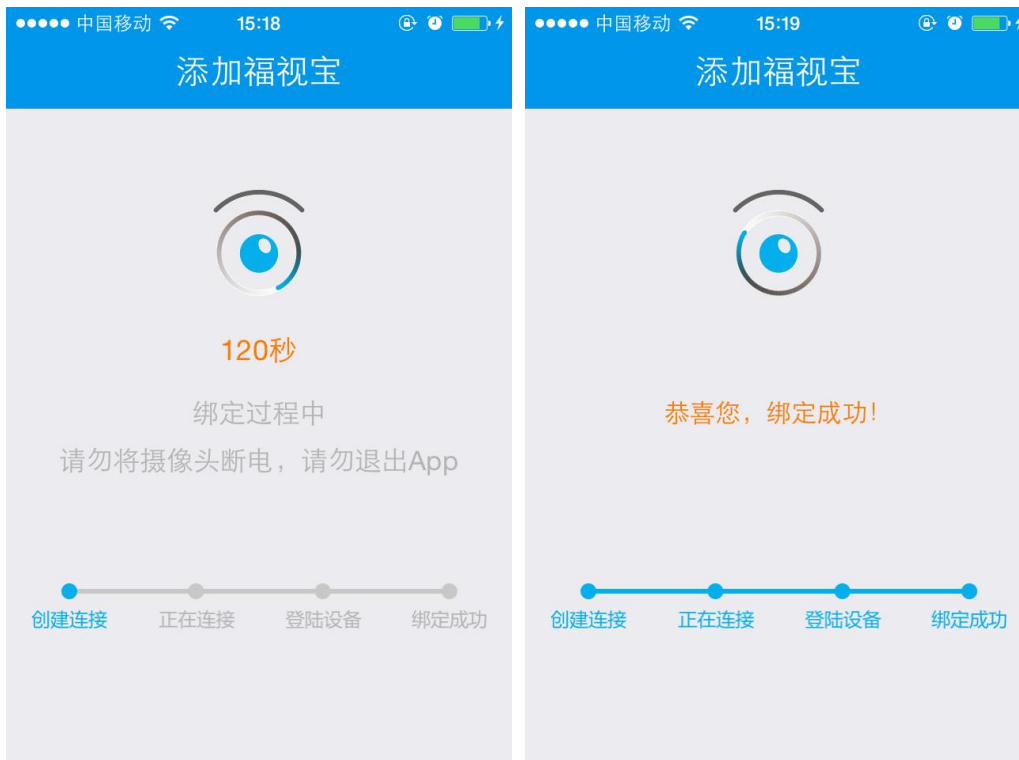 中国移动 15:18
添加福视宝
120秒
绑定过程中
请勿将摄像头断电，请勿退出App
创建连接 正在连接 登陆设备 绑定成功
中国移动 15:19
添加福视宝
恭喜您，绑定成功！
创建连接 正在连接 登陆设备 绑定成功